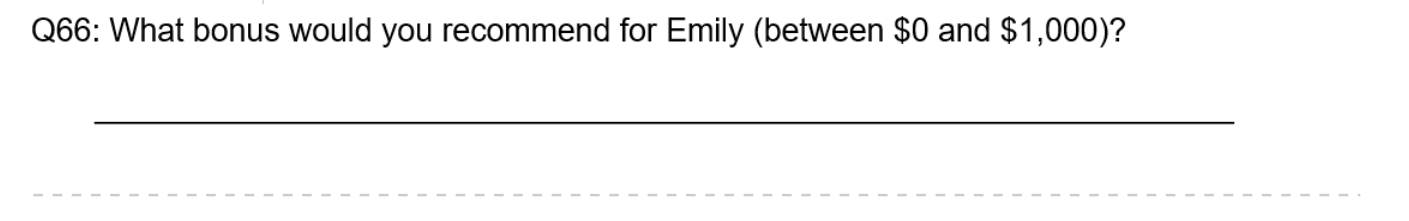 Q66: What bonus would you recommend for Emily (between $0 and $1,000)?